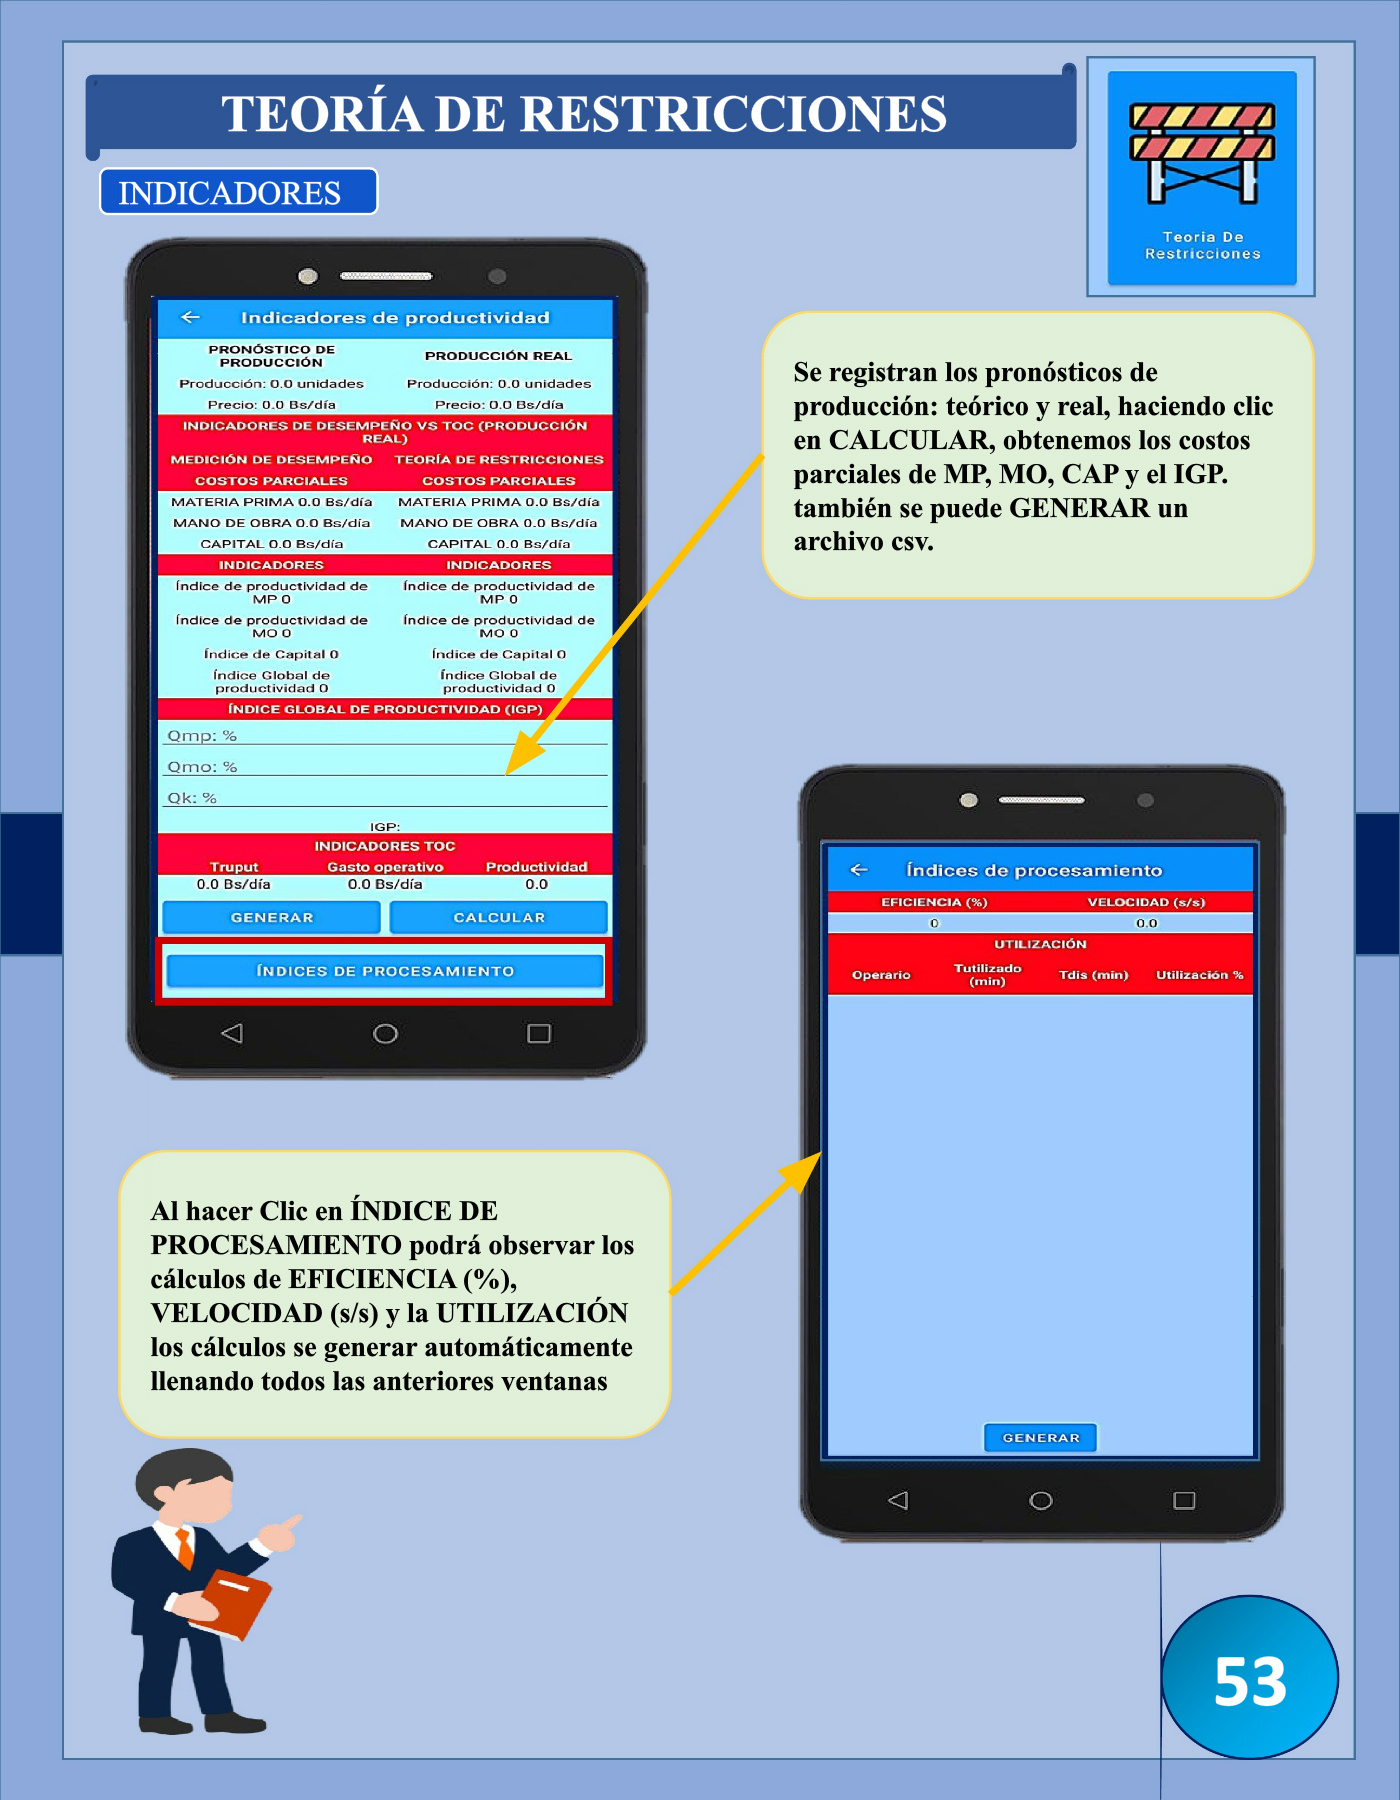 TEORÍA DE RESTRICCIONES
Teoria De
Restricciones
INDICADORES
Indicadores de productividad
PRONÓSTICO DE
PRODUCCIÓN
PRODUCCIÓN REAL
Producción: 0.0 unidades
Producción: 0.0 unidades
Precio: 0.0 Bs/día
Precio: 0.0 Bs/día
INDICADORES DE DESEMPEÑO VS TOC (PRODUCCIÓN
REAL)
MEDICIÓN DE DESEMPEÑO
TEORÍA DE RESTRICCIONES
COSTOS PARCIALES
COSTOS PARCIALES
MATERIA PRIMA 0.0 Bs/día
MATERIA PRIMA 0.0 Bs/día
MANO DE OBRA 0.0 Bs/día
MANO DE OBRA 0.0 Bs/día
CAPITAL 0.0 Bs/día
CAPITAL 0.0 Bs/día
INDICADORES
INDICADORES
Índice de productividad de
MP 0
Índice de productividad de
MP 0
Índice de productividad de
MO 0
Índice de productividad de
MO 0
Índice de Capital 0
Índice de Capital 0
Índice Global de
productividad 0
Índice Global de
productividad 0
ÍNDICE GLOBAL DE PRODUCTIVIDAD (IGP)
Qmp: %
Qmo: %
Qk: %
IGP:
INDICADORES TOC
Truput
Gasto operativo
Productividad
0.0 Bs/día
0.0 Bs/día
0.0
GENERAR
CALCULAR
ÍNDICES DE PROCESAMIENTO
Se registran los pronósticos de
producción: teórico y real, haciendo clic
en CALCULAR, obtenemos los costos
parciales de MP, MO, CAP y el IGP.
también se puede GENERAR un
archivo csv.
Índices de procesamiento
EFICIENCIA (%)
VELOCIDAD (s/s)
0
0.0
UTILIZACIÓN
Operario
Tutilizado
(min)
Tdis (min)
Utilización %
GENERAR
Al hacer Clic en ÍNDICE DE
PROCESAMIENTO podrá observar los
cálculos de EFICIENCIA (%),
VELOCIDAD (s/s) y la UTILIZACIÓN
los cálculos se generar automáticamente
llenando todos las anteriores ventanas
53